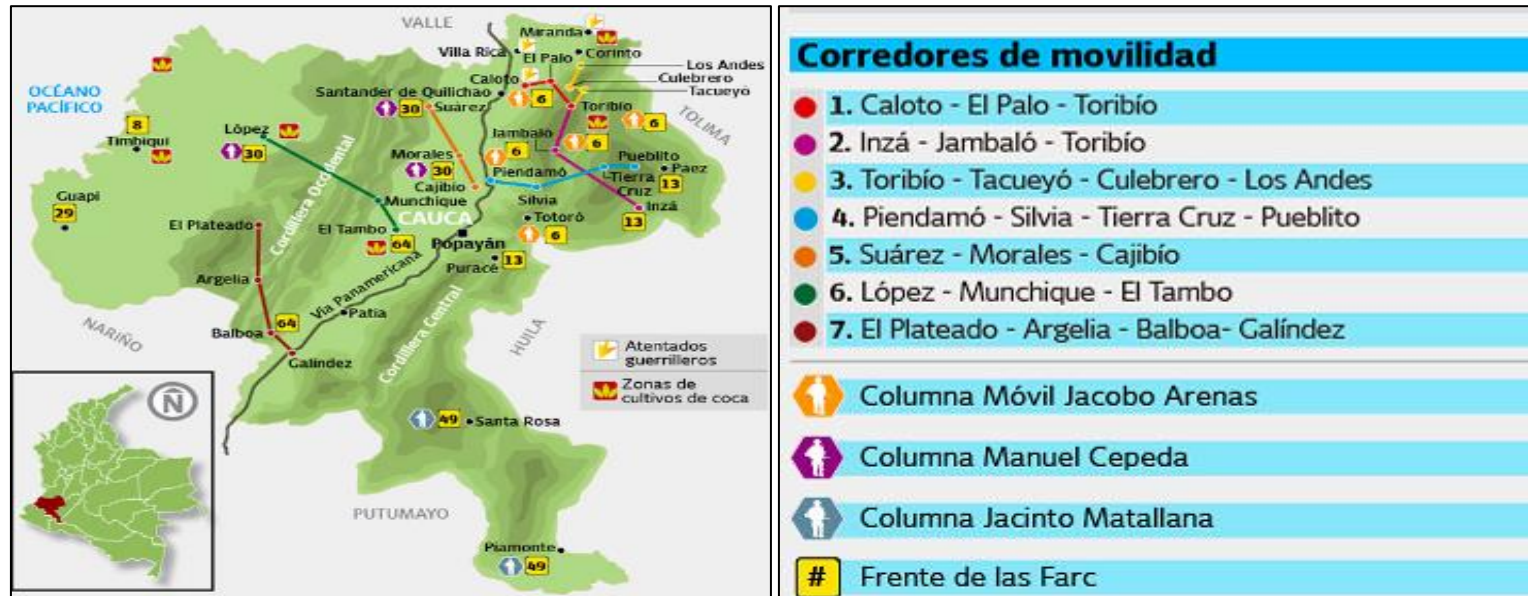 VALLE
Miranda
Villa Rica
El Palo
Corinto
Los Andes
Caloto
Culebrero
Tacueyó
OCÉANO
PACÍFICO
Santander de Quilichao
6
30
Suárez
Toribío
TOLIMA
8
Timbiqui
López
30
Jambaló
6
6
6
Morales
30
Piendamó
Pueblito
Tierra
Cruz
Paez
13
Cajibío
Guapi
29
Cordillera Occidental
Munchique
CAUCA
Silvia
Inzá
13
El Plateado
El Tambo
64
Totoró
6
Popayán
Puracé
13
Argelia
Vía Panamericana
Patía
Cordillera Central
HUILA
NARIÑO
Balboa
64
Galíndez
Atentados
guerrilleros
Zonas de
cultivos de coca
N
49
Santa Rosa
PUTUMAYO
Piamonte
49
Corredores de movilidad
1. Caloto - El Palo - Toribío
2. Inzá - Jambaló - Toribío
3. Toribío - Tacueyó - Culebrero - Los Andes
4. Piendamó - Silvia - Tierra Cruz - Pueblito
5. Suárez - Morales - Cajibío
6. López - Munchique - El Tambo
7. El Plateado - Argelia - Balboa- Galíndez
Columna Móvil Jacobo Arenas
Columna Manuel Cepeda
Columna Jacinto Matallana
# Frente de las Farc